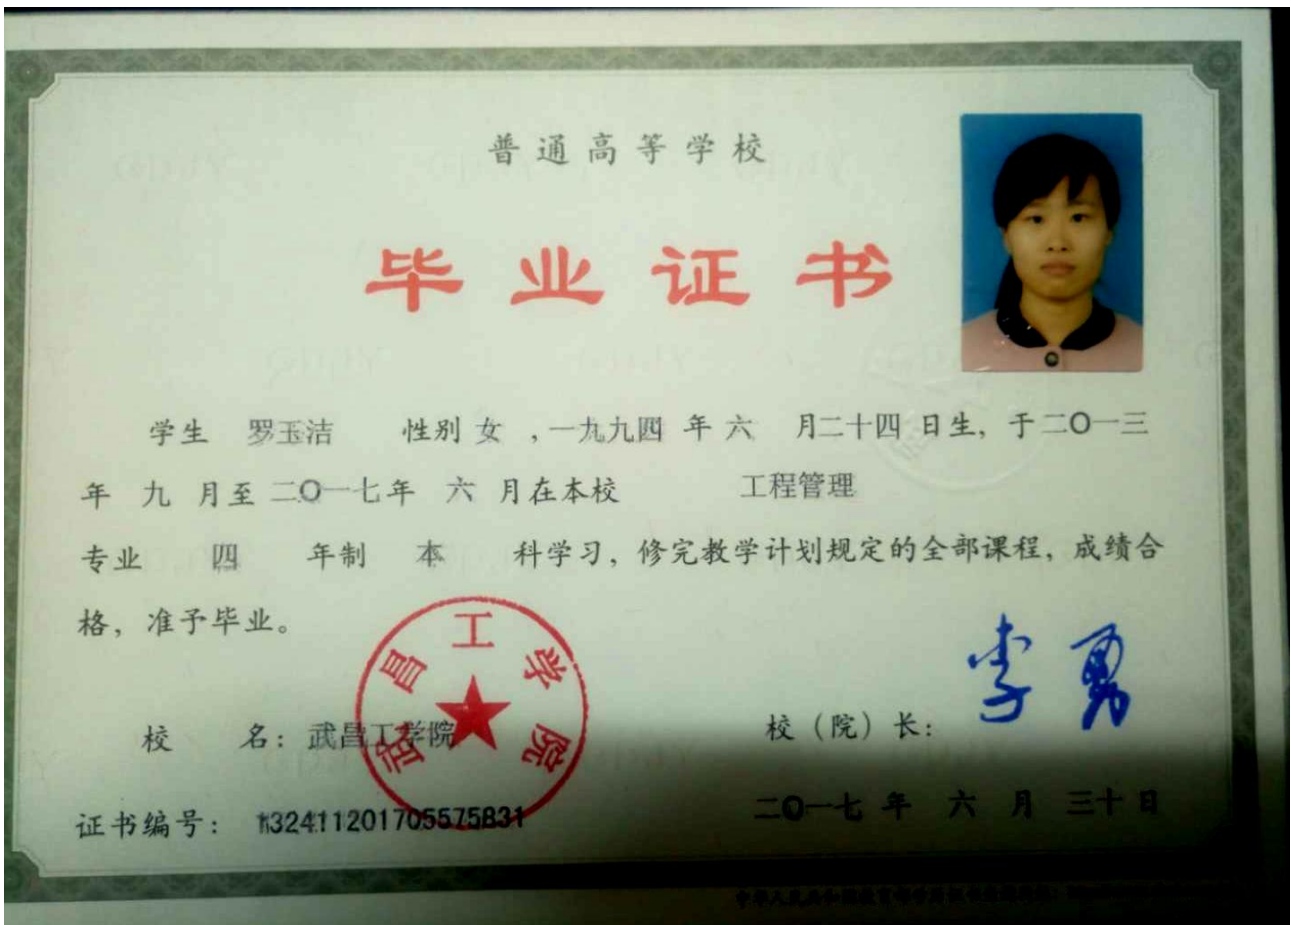 普通高等学校
毕业证书
学生 罗玉洁 性别 女 ,一九九四 年 六 月二十四 日生, 于二〇一三
年 九 月至 二〇一七年 六 月在本校 工程管理
专业 四 年制 本 科学习, 修完教学计划规定的全部课程, 成绩合
格, 准予毕业。
武昌工学院
校 名: 武昌工学院
校(院)长: 李勇
证书编号: 132411201705575831
二〇一七 年 六 月 三十 日